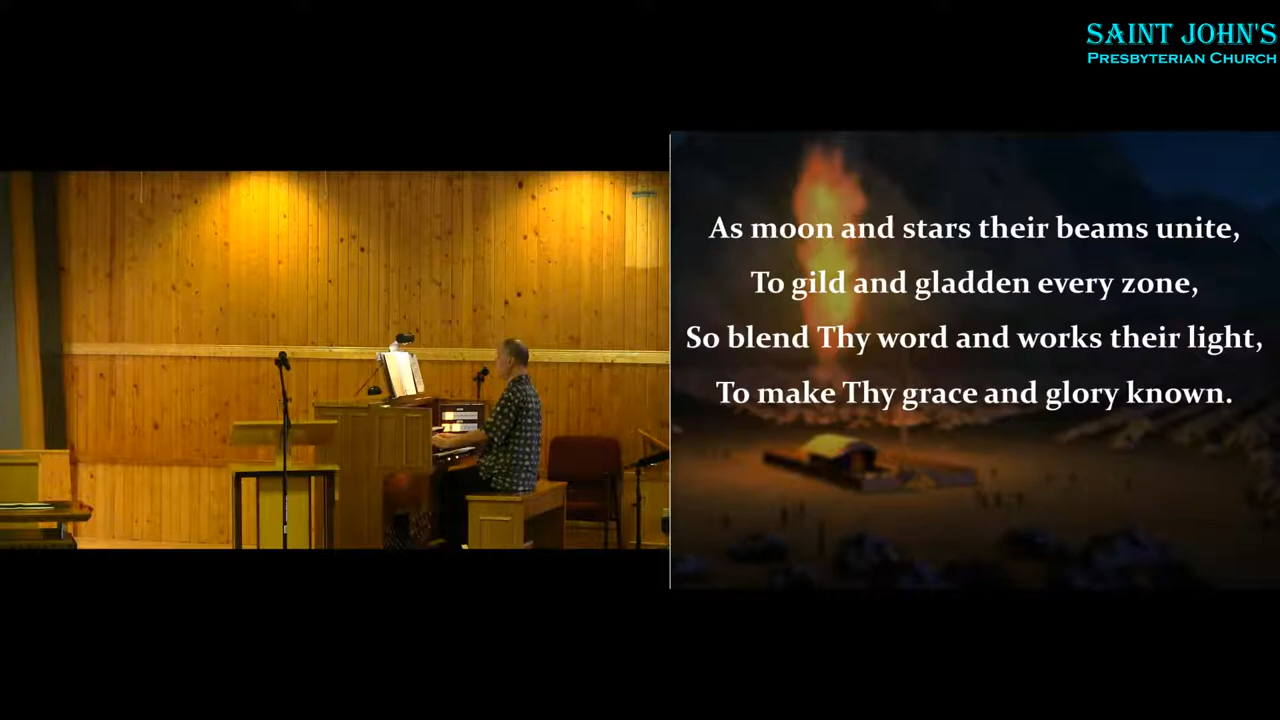 SAINT JOHN'S
PRESBYTERIAN CHURCH
As moon and stars their beams unite,
To gild and gladden every zone,
So blend Thy word and works their light,
To make Thy grace and glory known.